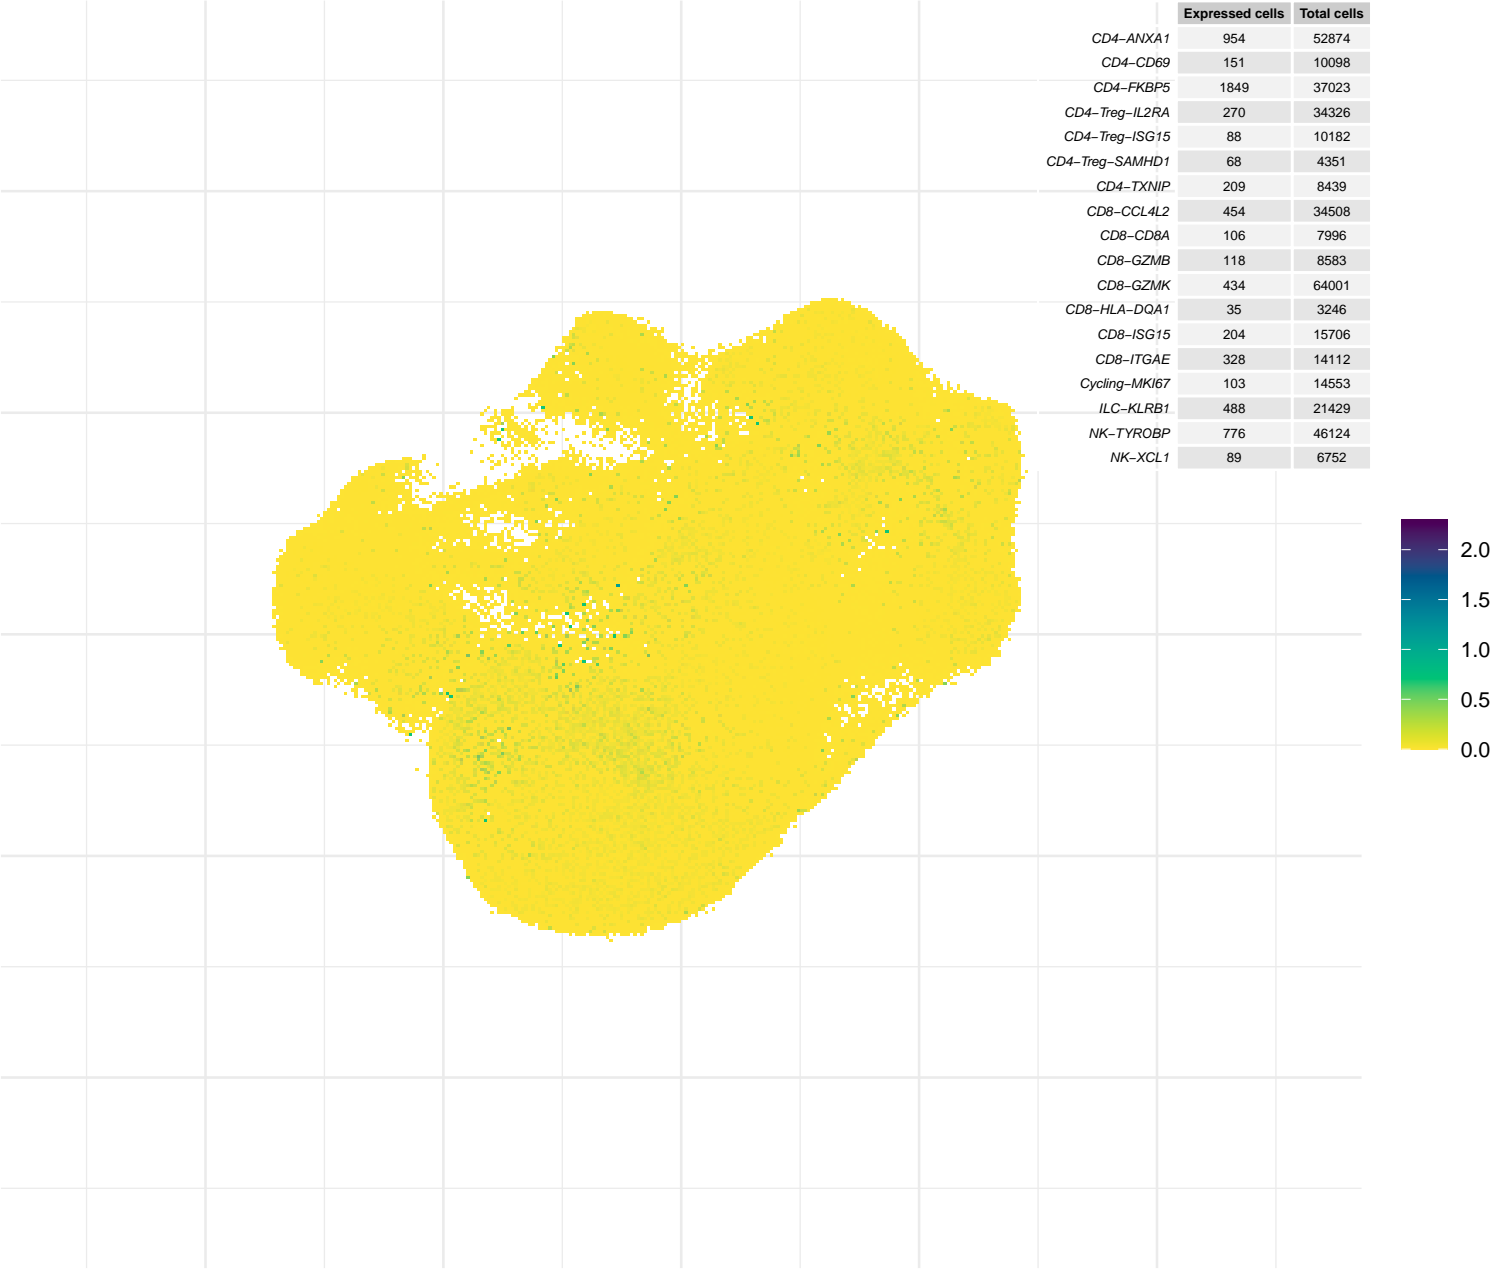 Expressed cells Total cells
CD4−ANXA1 954 52874
CD4−CD69 151 10098
CD4−FKBP5 1849 37023
CD4−Treg−IL2RA 270 34326
CD4−Treg−ISG15 88 10182
CD4−Treg−SAMHD1 68 4351
CD4−TXNIP 209 8439
CD8−CCL4L2 454 34508
CD8−CD8A 106 7996
CD8−GZMB 118 8583
CD8−GZMK 434 64001
CD8−HLA−DQA1 35 3246
CD8−ISG15 204 15706
CD8−ITGAE 328 14112
Cycling−MKI67 103 14553
ILC−KLRB1 488 21429
NK−TYROBP 776 46124
NK−XCL1 89 6752
2.0
1.5
1.0
0.5
0.0